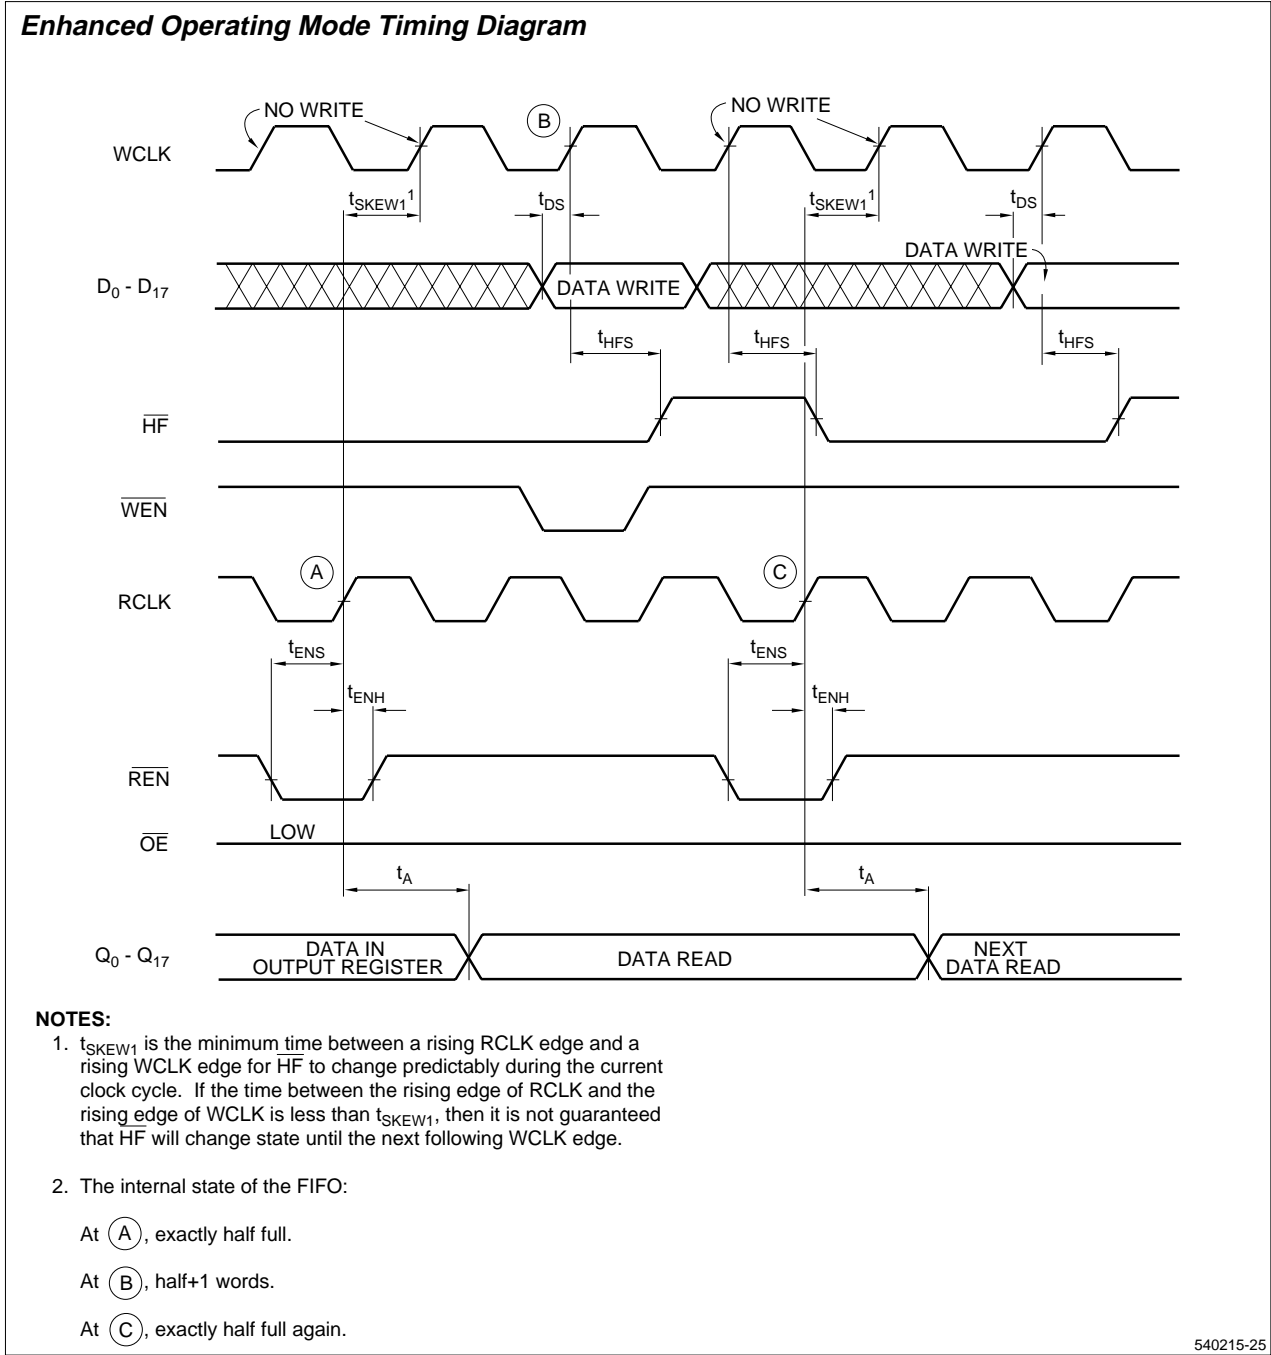 Enhanced Operating Mode Timing Diagram
NO WRITE
NO WRITE
B
WCLK
tSKEW1¹
tDS
tSKEW1¹
tDS
DATA WRITE
D0 - D17
DATA WRITE
tHFS
tHFS
tHFS
HF
WEN
A
C
RCLK
tENS
tENS
tENH
tENH
REN
LOW
OE
tA
tA
Q0 - Q17
DATA IN
OUTPUT REGISTER
DATA READ
NEXT
DATA READ
NOTES:
1. tSKEW1 is the minimum time between a rising RCLK edge and a
rising WCLK edge for HF to change predictably during the current
clock cycle. If the time between the rising edge of RCLK and the
rising edge of WCLK is less than tSKEW1, then it is not guaranteed
that HF will change state until the next following WCLK edge.
2. The internal state of the FIFO:
At A, exactly half full.
At B, half+1 words.
At C, exactly half full again.
540215-25